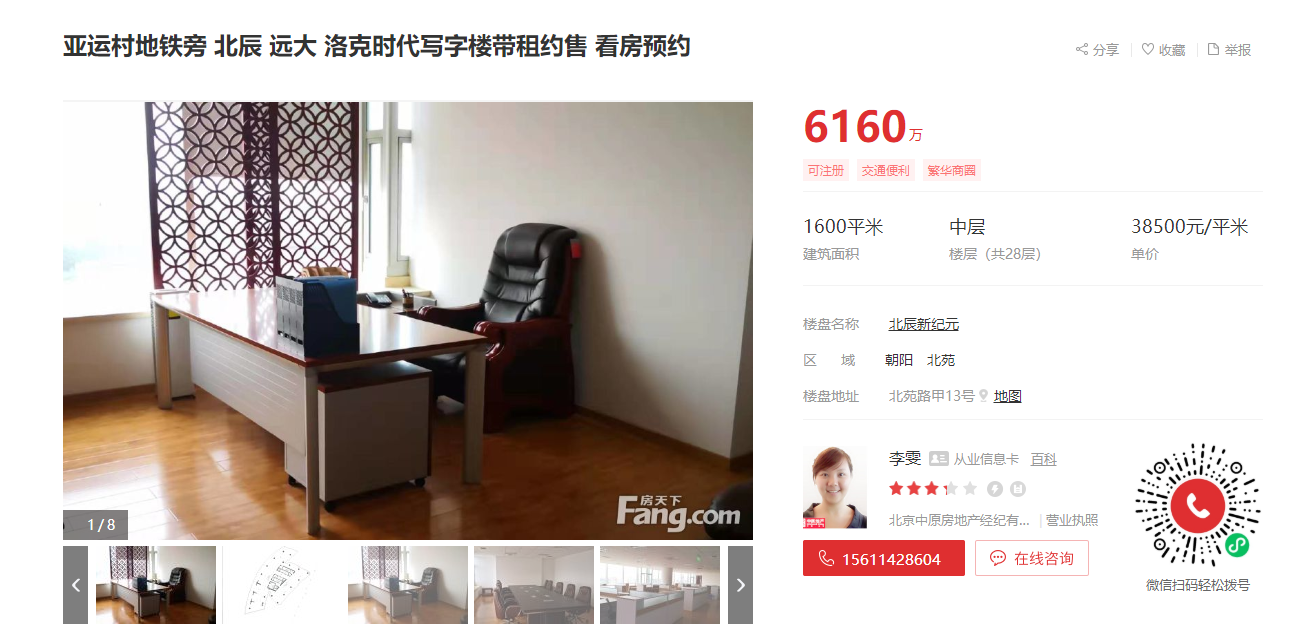 亚运村地铁旁 北辰 远大 洛克时代写字楼带租约售 看房预约
分享 收藏 举报
6160万
可注册 交通便利 繁华商圈
1600平米 中层 38500元/平米
建筑面积 楼层（共28层） 单价
楼盘名称 北辰新纪元
区 域 朝阳 北苑
楼盘地址 北苑路甲13号 地图
房天下
Fang.com
1/8
李雯 从业信息卡 百科
北京中原房地产经纪有... 营业执照
15611428604 在线咨询
微信扫码轻松拨号